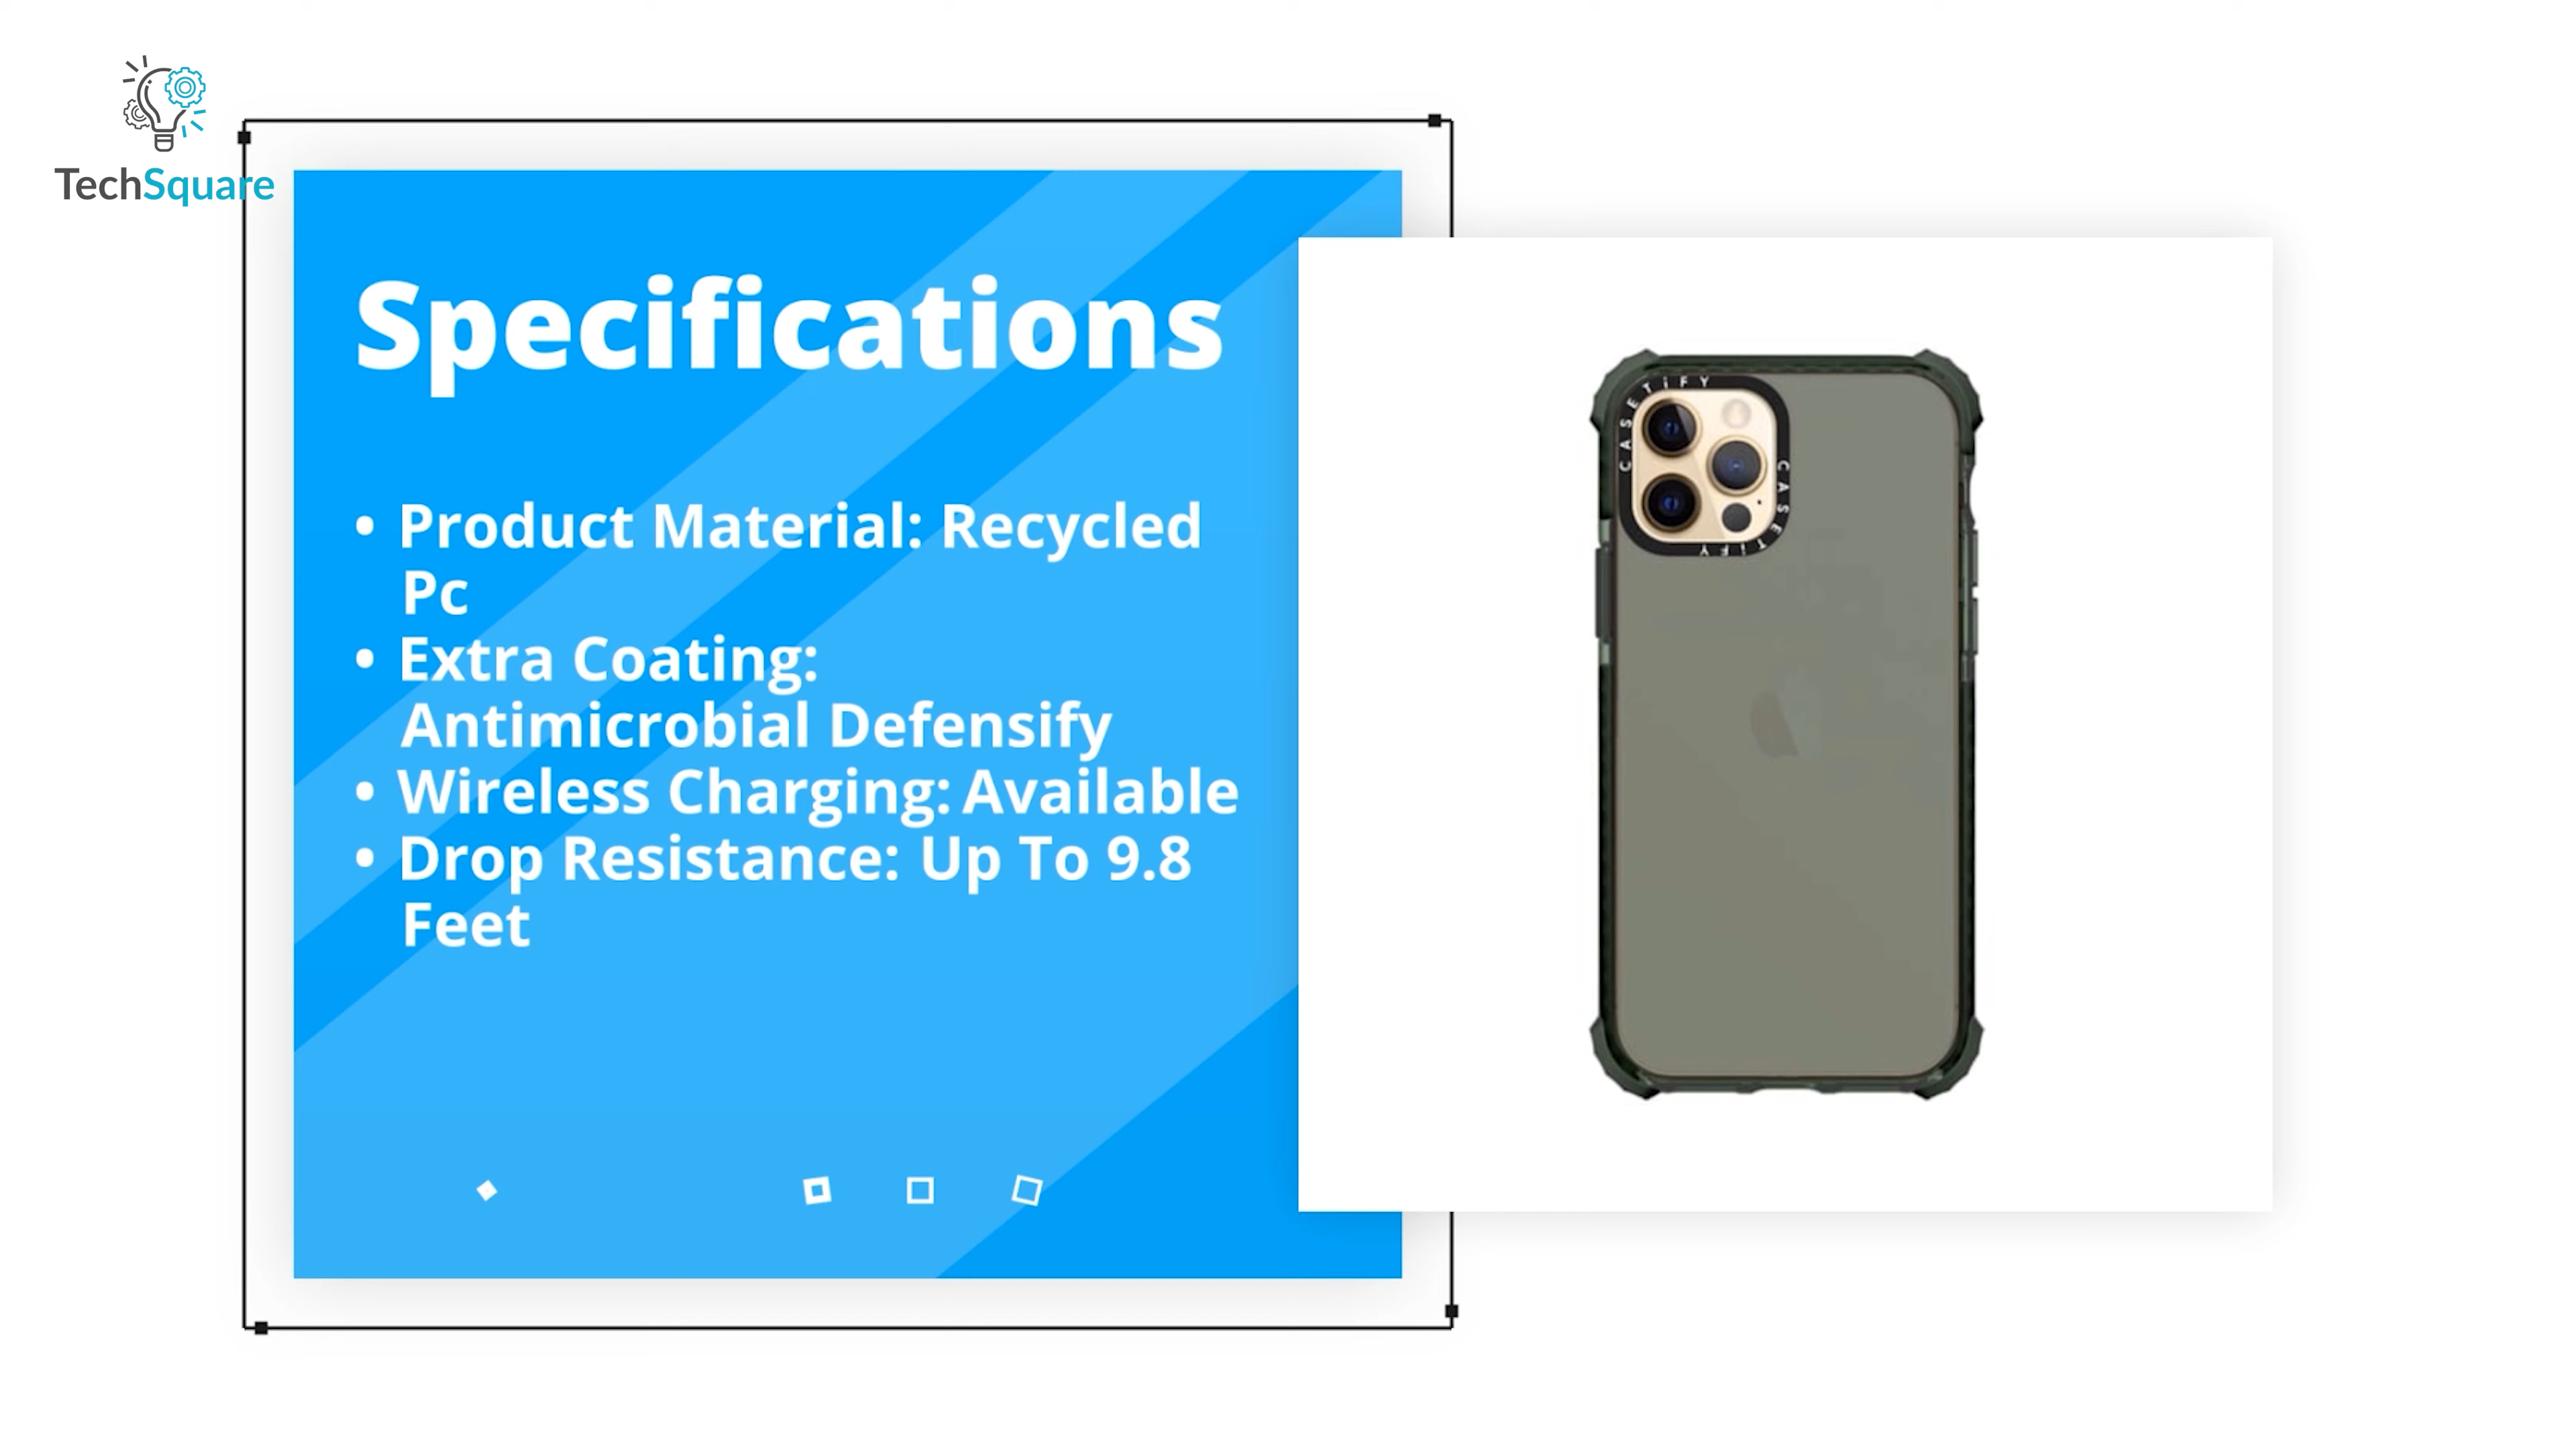 TechSquare
Specifications
• Product Material: Recycled
Pc
• Extra Coating:
Antimicrobial Defensify
• Wireless Charging: Available
• Drop Resistance: Up To 9.8
Feet
CASETiFY
CASETiFY